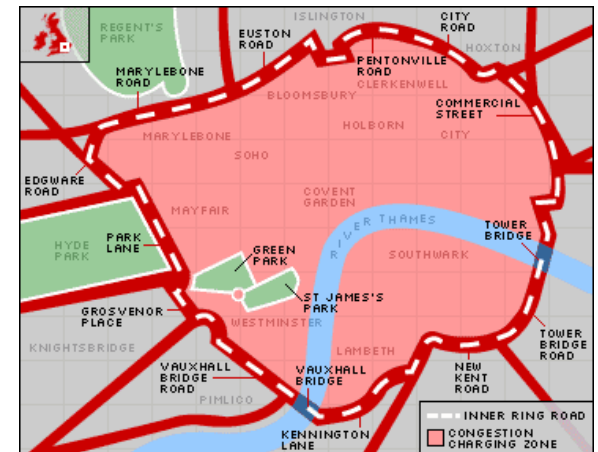 REGENT'S
PARK
ISLINGTON
CITY
ROAD
EUSTON
ROAD
HOXTON
PENTONVILLE
ROAD
MARYLEBONE
ROAD
CLERKENWELL
BLOOMSBURY
COMMERCIAL
STREET
HOLBORN
CITY
MARYLEBONE
SOHO
EDGWARE
ROAD
COVENT
GARDEN
MAYFAIR
RIVER THAMES
TOWER
BRIDGE
PARK
LANE
HYDE
PARK
GREEN
PARK
SOUTHWARK
ST JAMES'S
PARK
GROSVENOR
PLACE
WESTMINSTER
TOWER
BRIDGE
ROAD
KNIGHTSBRIDGE
LAMBETH
VAUXHALL
BRIDGE
ROAD
VAUXHALL
BRIDGE
NEW
KENT
ROAD
PIMLICO
KENNINGTON
LANE
INNER RING ROAD
CONGESTION
CHARGING ZONE